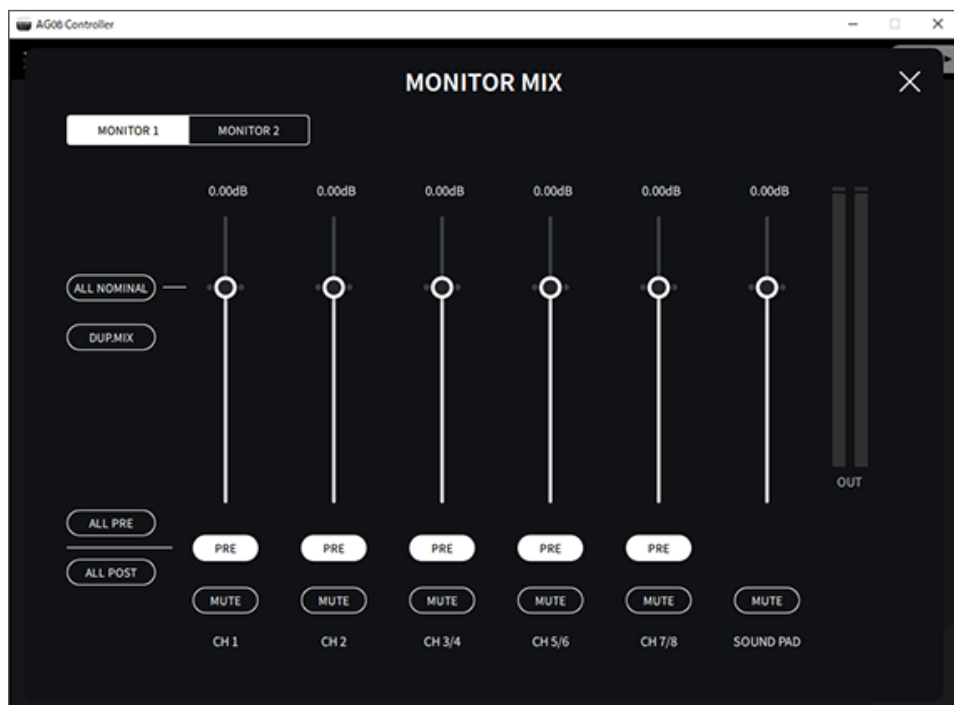 AG08 Controller
MONITOR MIX
MONITOR 1 MONITOR 2
0.00dB 0.00dB 0.00dB 0.00dB 0.00dB 0.00dB
ALL NOMINAL
DUP.MIX
OUT
ALL PRE
PRE PRE PRE PRE PRE
ALL POST
MUTE MUTE MUTE MUTE MUTE MUTE
CH 1 CH 2 CH 3/4 CH 5/6 CH 7/8 SOUND PAD